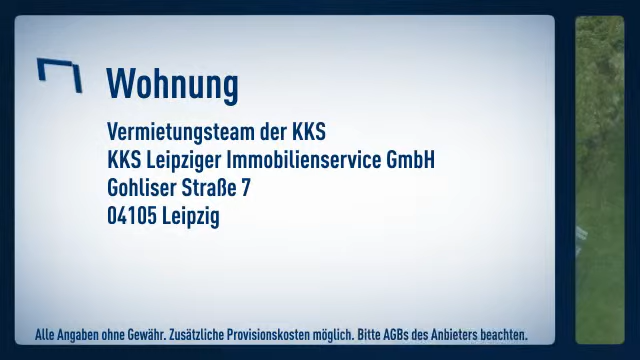 Wohnung
Vermietungsteam der KKS
KKS Leipziger Immobilienservice GmbH
Gohliser Straße 7
04105 Leipzig
Alle Angaben ohne Gewähr. Zusätzliche Provisionskosten möglich. Bitte AGBs des Anbieters beachten.